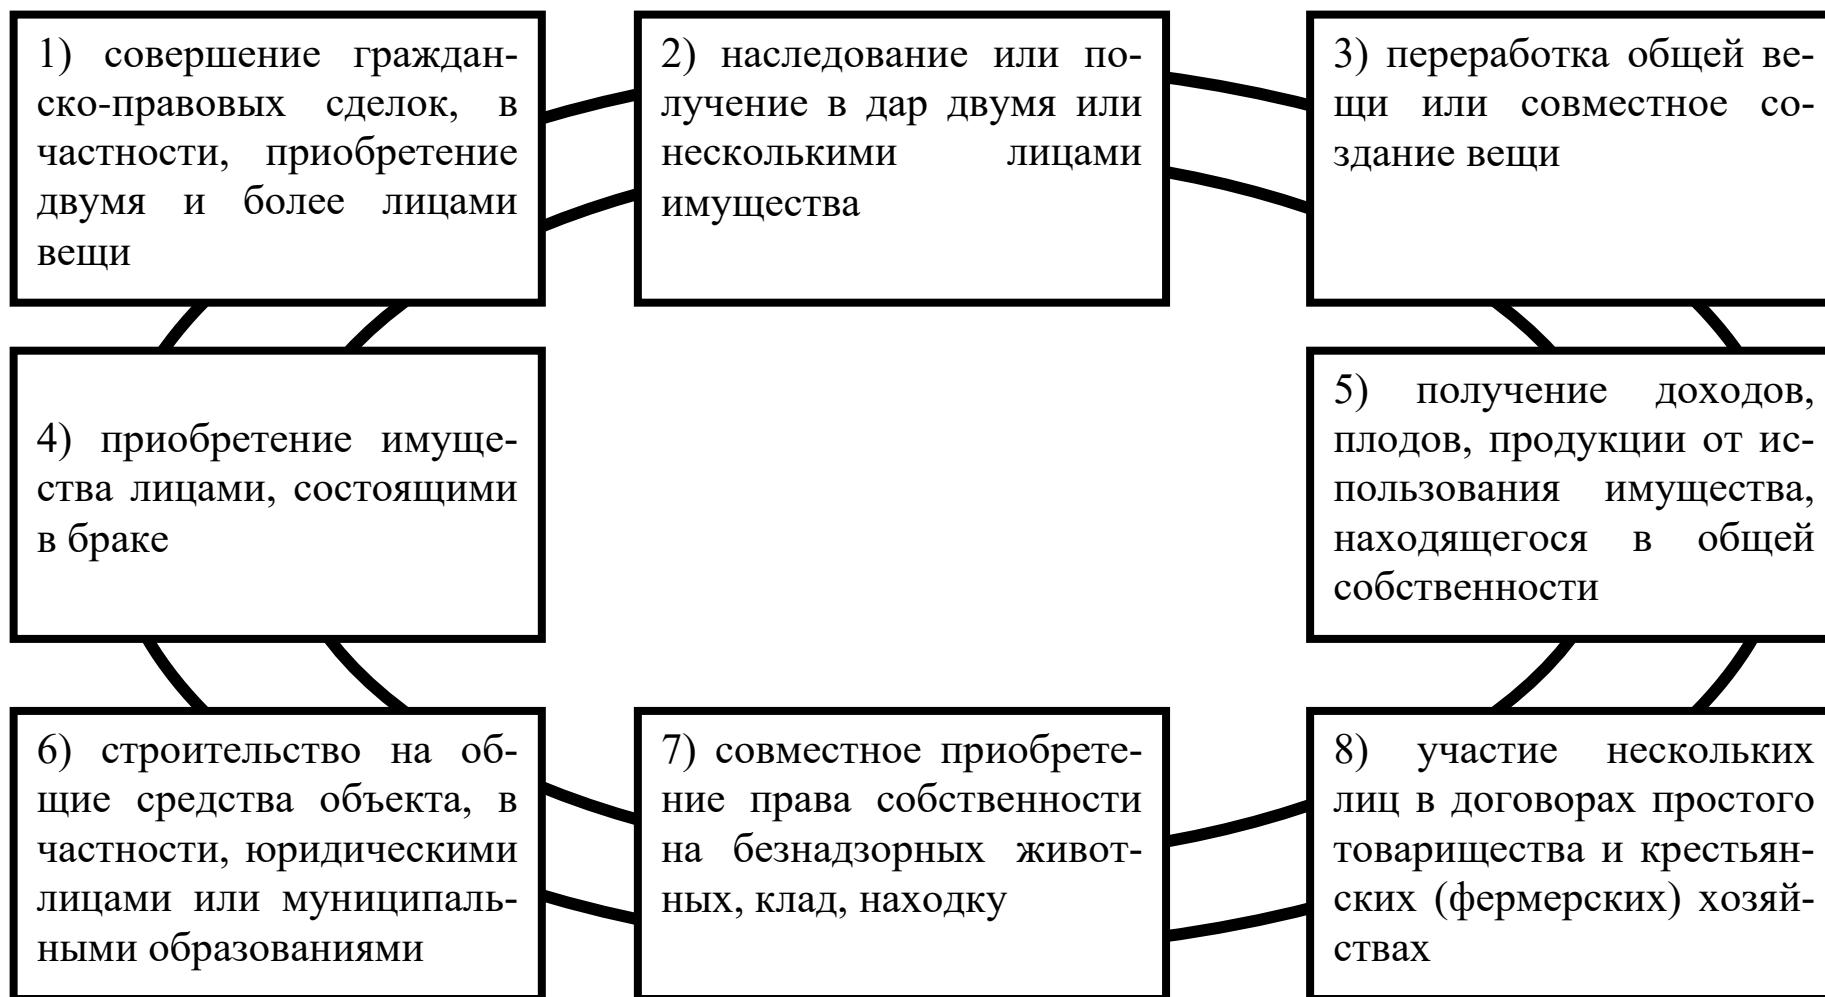 1) совершение граждан-
ско-правовых сделок, в
частности, приобретение
двумя и более лицами
вещи
2) наследование или по-
лучение в дар двумя или
несколькими лицами
имущества
3) переработка общей ве-
щи или совместное со-
здание вещи
4) приобретение имуще-
ства лицами, состоящими
в браке
5) получение доходов,
плодов, продукции от ис-
пользования имущества,
находящегося в общей
собственности
6) строительство на об-
щие средства объекта, в
частности, юридическими
лицами или муниципаль-
ными образованиями
7) совместное приобрете-
ние права собственности
на безнадзорных живот-
ных, клад, находку
8) участие нескольких
лиц в договорах простого
товарищества и крестьян-
ских (фермерских) хозяй-
ствах